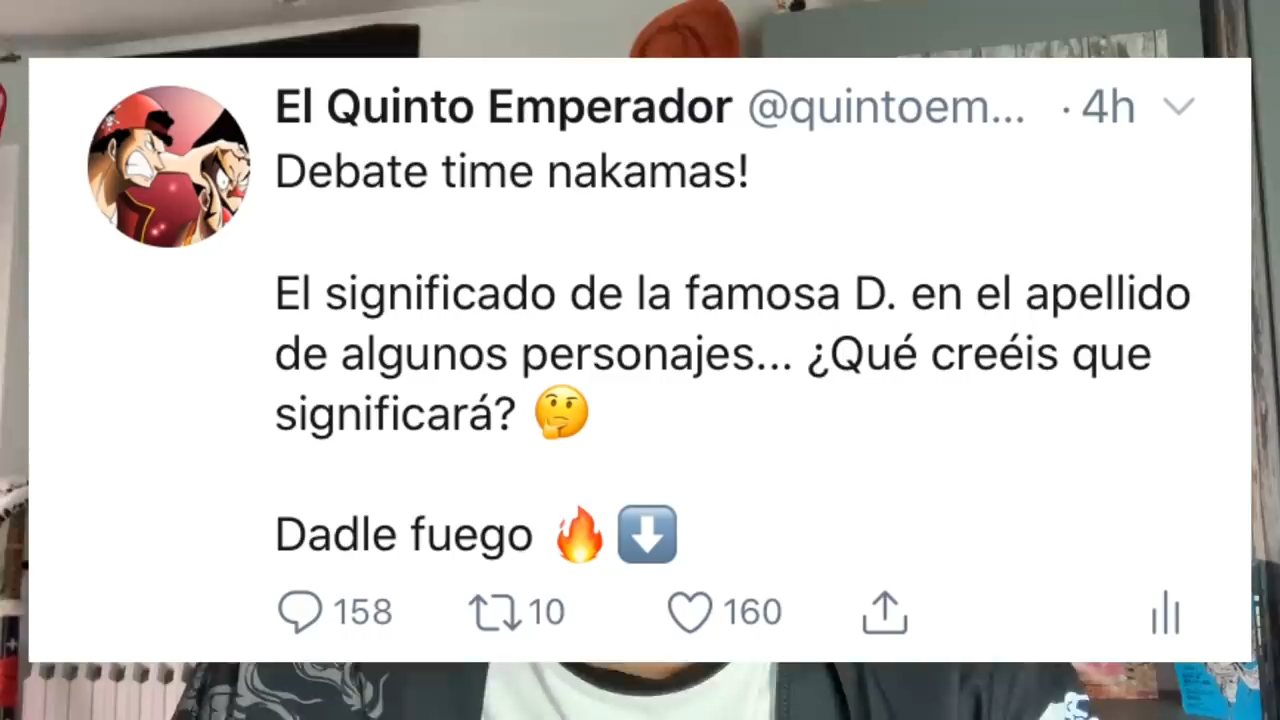 El Quinto Emperador @quintoem... · 4h
Debate time nakamas!
El significado de la famosa D. en el apellido
de algunos personajes... ¿Qué creéis que
significará? 🤔
Dadle fuego 🔥 ⬇️
158 10 160